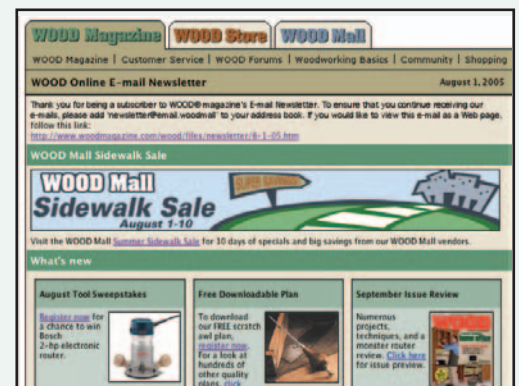 WOOD Magazine WOOD Store WOOD Mall
WOOD Magazine | Customer Service | WOOD Forums | Woodworking Basics | Community | Shopping
WOOD Online E-mail Newsletter August 1, 2005
Thank you for being a subscriber to WOOD® magazine's E-mail Newsletter. To ensure that you continue receiving our
e-mails, please add 'newsletter@email.woodmall' to your address book. If you would like to view this e-mail as a Web page,
follow this link:
http://www.woodmagazine.com/wood/files/newsletter/8-1-05.htm
WOOD Mall Sidewalk Sale
WOOD Mall
Sidewalk Sale
August 1-10
SUPER SAVINGS
Visit the WOOD Mall Summer Sidewalk Sale for 10 days of specials and big savings from our WOOD Mall vendors.
What's new
August Tool Sweepstakes
Register now for
a chance to win
Bosch
2-hp electronic
router.
Free Downloadable Plan
To download
our FREE scratch
awl plan,
register now.
For a look at
hundreds of
other quality
plans, click
September Issue Review
Numerous
projects,
techniques, and a
monster router
review. Click here
for issue preview.
WOOD